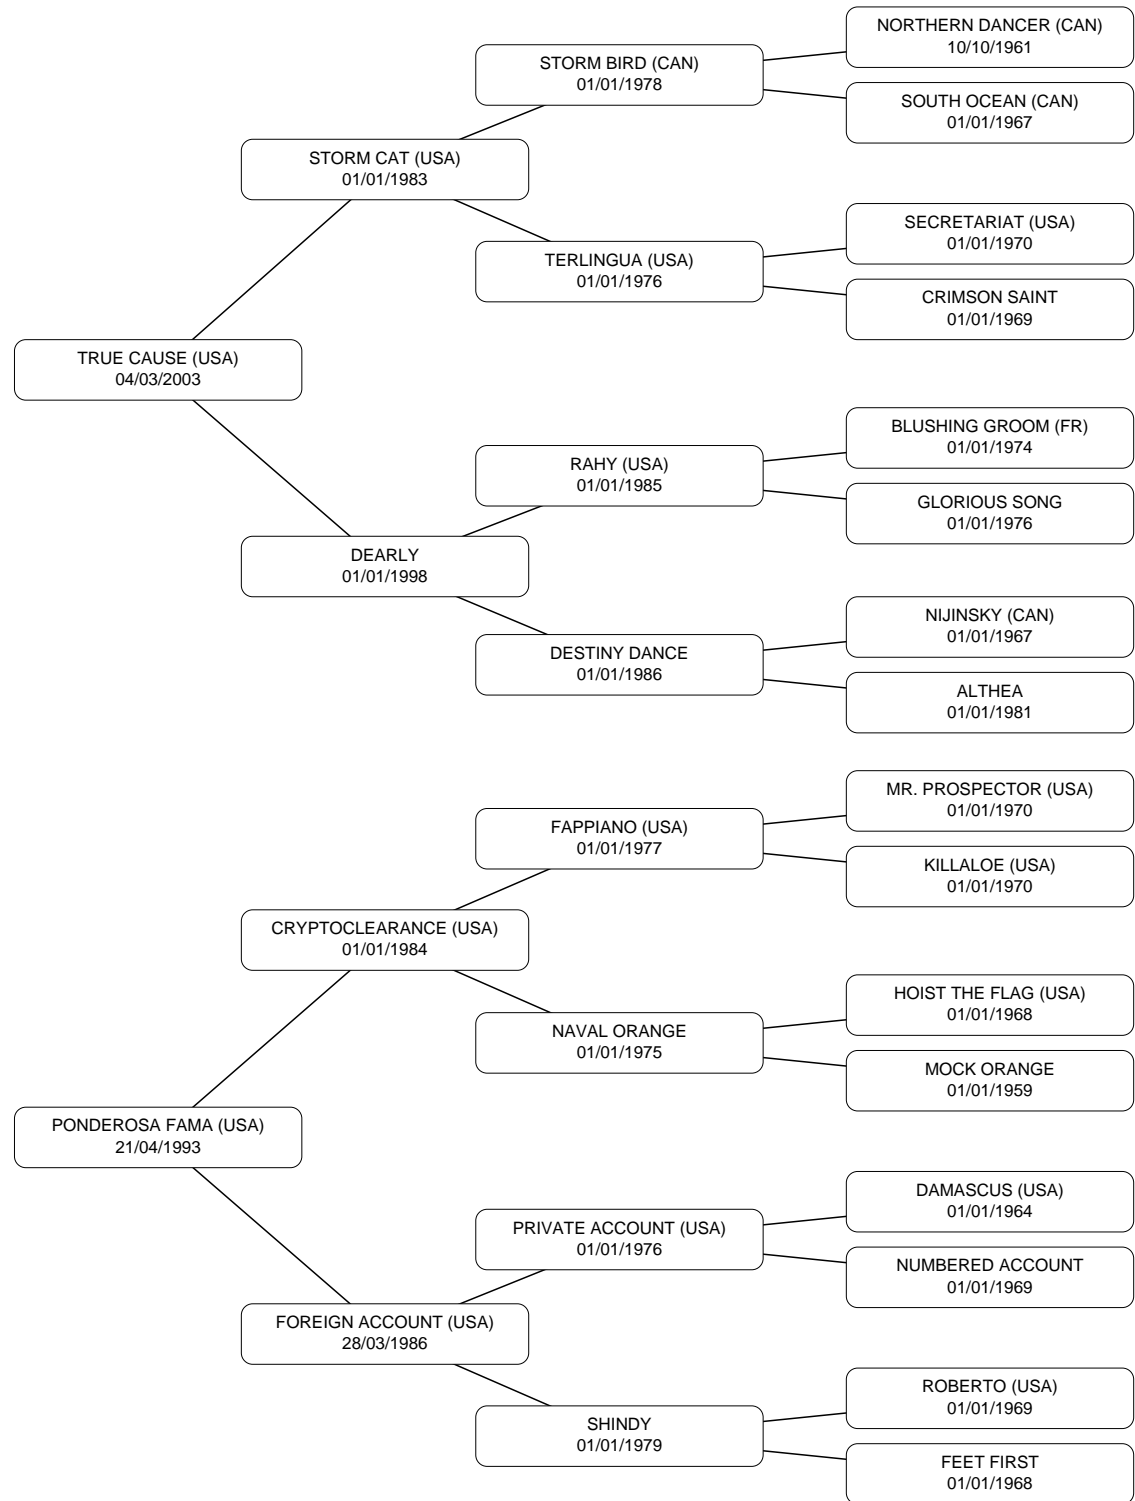 NORTHERN DANCER (CAN)
10/10/1961
STORM BIRD (CAN)
01/01/1978
SOUTH OCEAN (CAN)
01/01/1967
STORM CAT (USA)
01/01/1983
SECRETARIAT (USA)
01/01/1970
TERLINGUA (USA)
01/01/1976
CRIMSON SAINT
01/01/1969
TRUE CAUSE (USA)
04/03/2003
BLUSHING GROOM (FR)
01/01/1974
RAHY (USA)
01/01/1985
GLORIOUS SONG
01/01/1976
DEARLY
01/01/1998
NIJINSKY (CAN)
01/01/1967
DESTINY DANCE
01/01/1986
ALTHEA
01/01/1981
MR. PROSPECTOR (USA)
01/01/1970
FAPPIANO (USA)
01/01/1977
KILLALOE (USA)
01/01/1970
CRYPTOCLEARANCE (USA)
01/01/1984
HOIST THE FLAG (USA)
01/01/1968
NAVAL ORANGE
01/01/1975
MOCK ORANGE
01/01/1959
PONDEROSA FAMA (USA)
21/04/1993
DAMASCUS (USA)
01/01/1964
PRIVATE ACCOUNT (USA)
01/01/1976
NUMBERED ACCOUNT
01/01/1969
FOREIGN ACCOUNT (USA)
28/03/1986
ROBERTO (USA)
01/01/1969
SHINDY
01/01/1979
FEET FIRST
01/01/1968